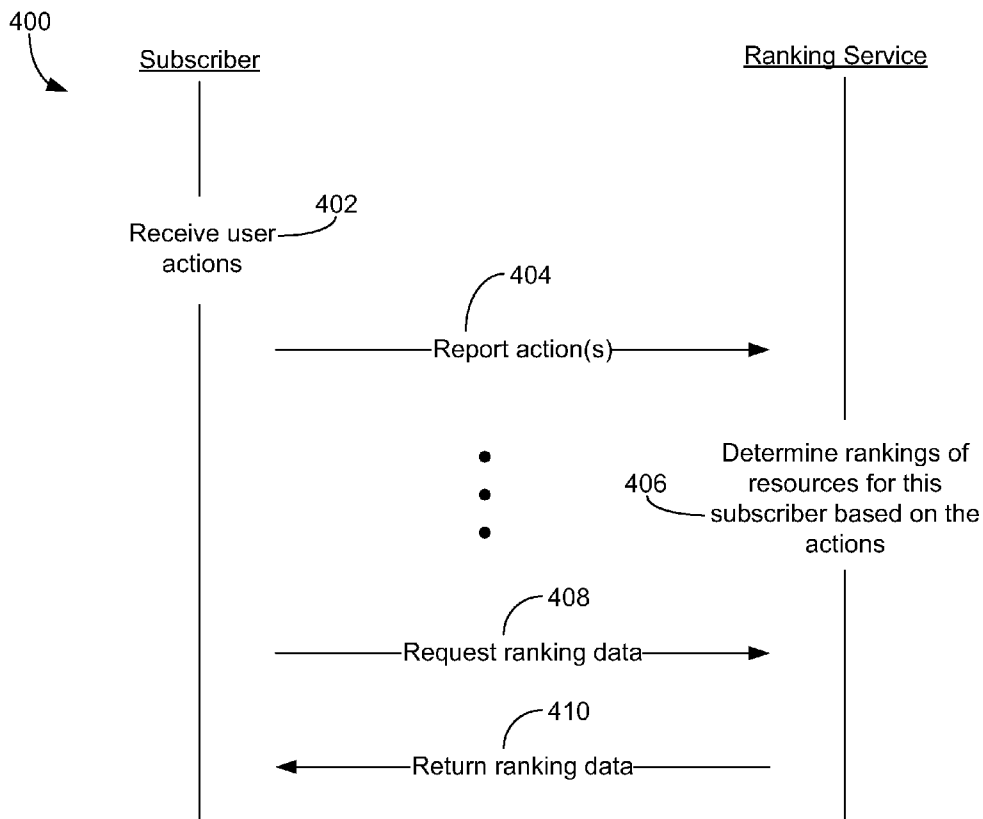 400
Subscriber
Ranking Service
402
Receive user
actions
404
Report action(s)
Determine rankings of
406
resources for this
subscriber based on the
actions
408
Request ranking data
410
Return ranking data